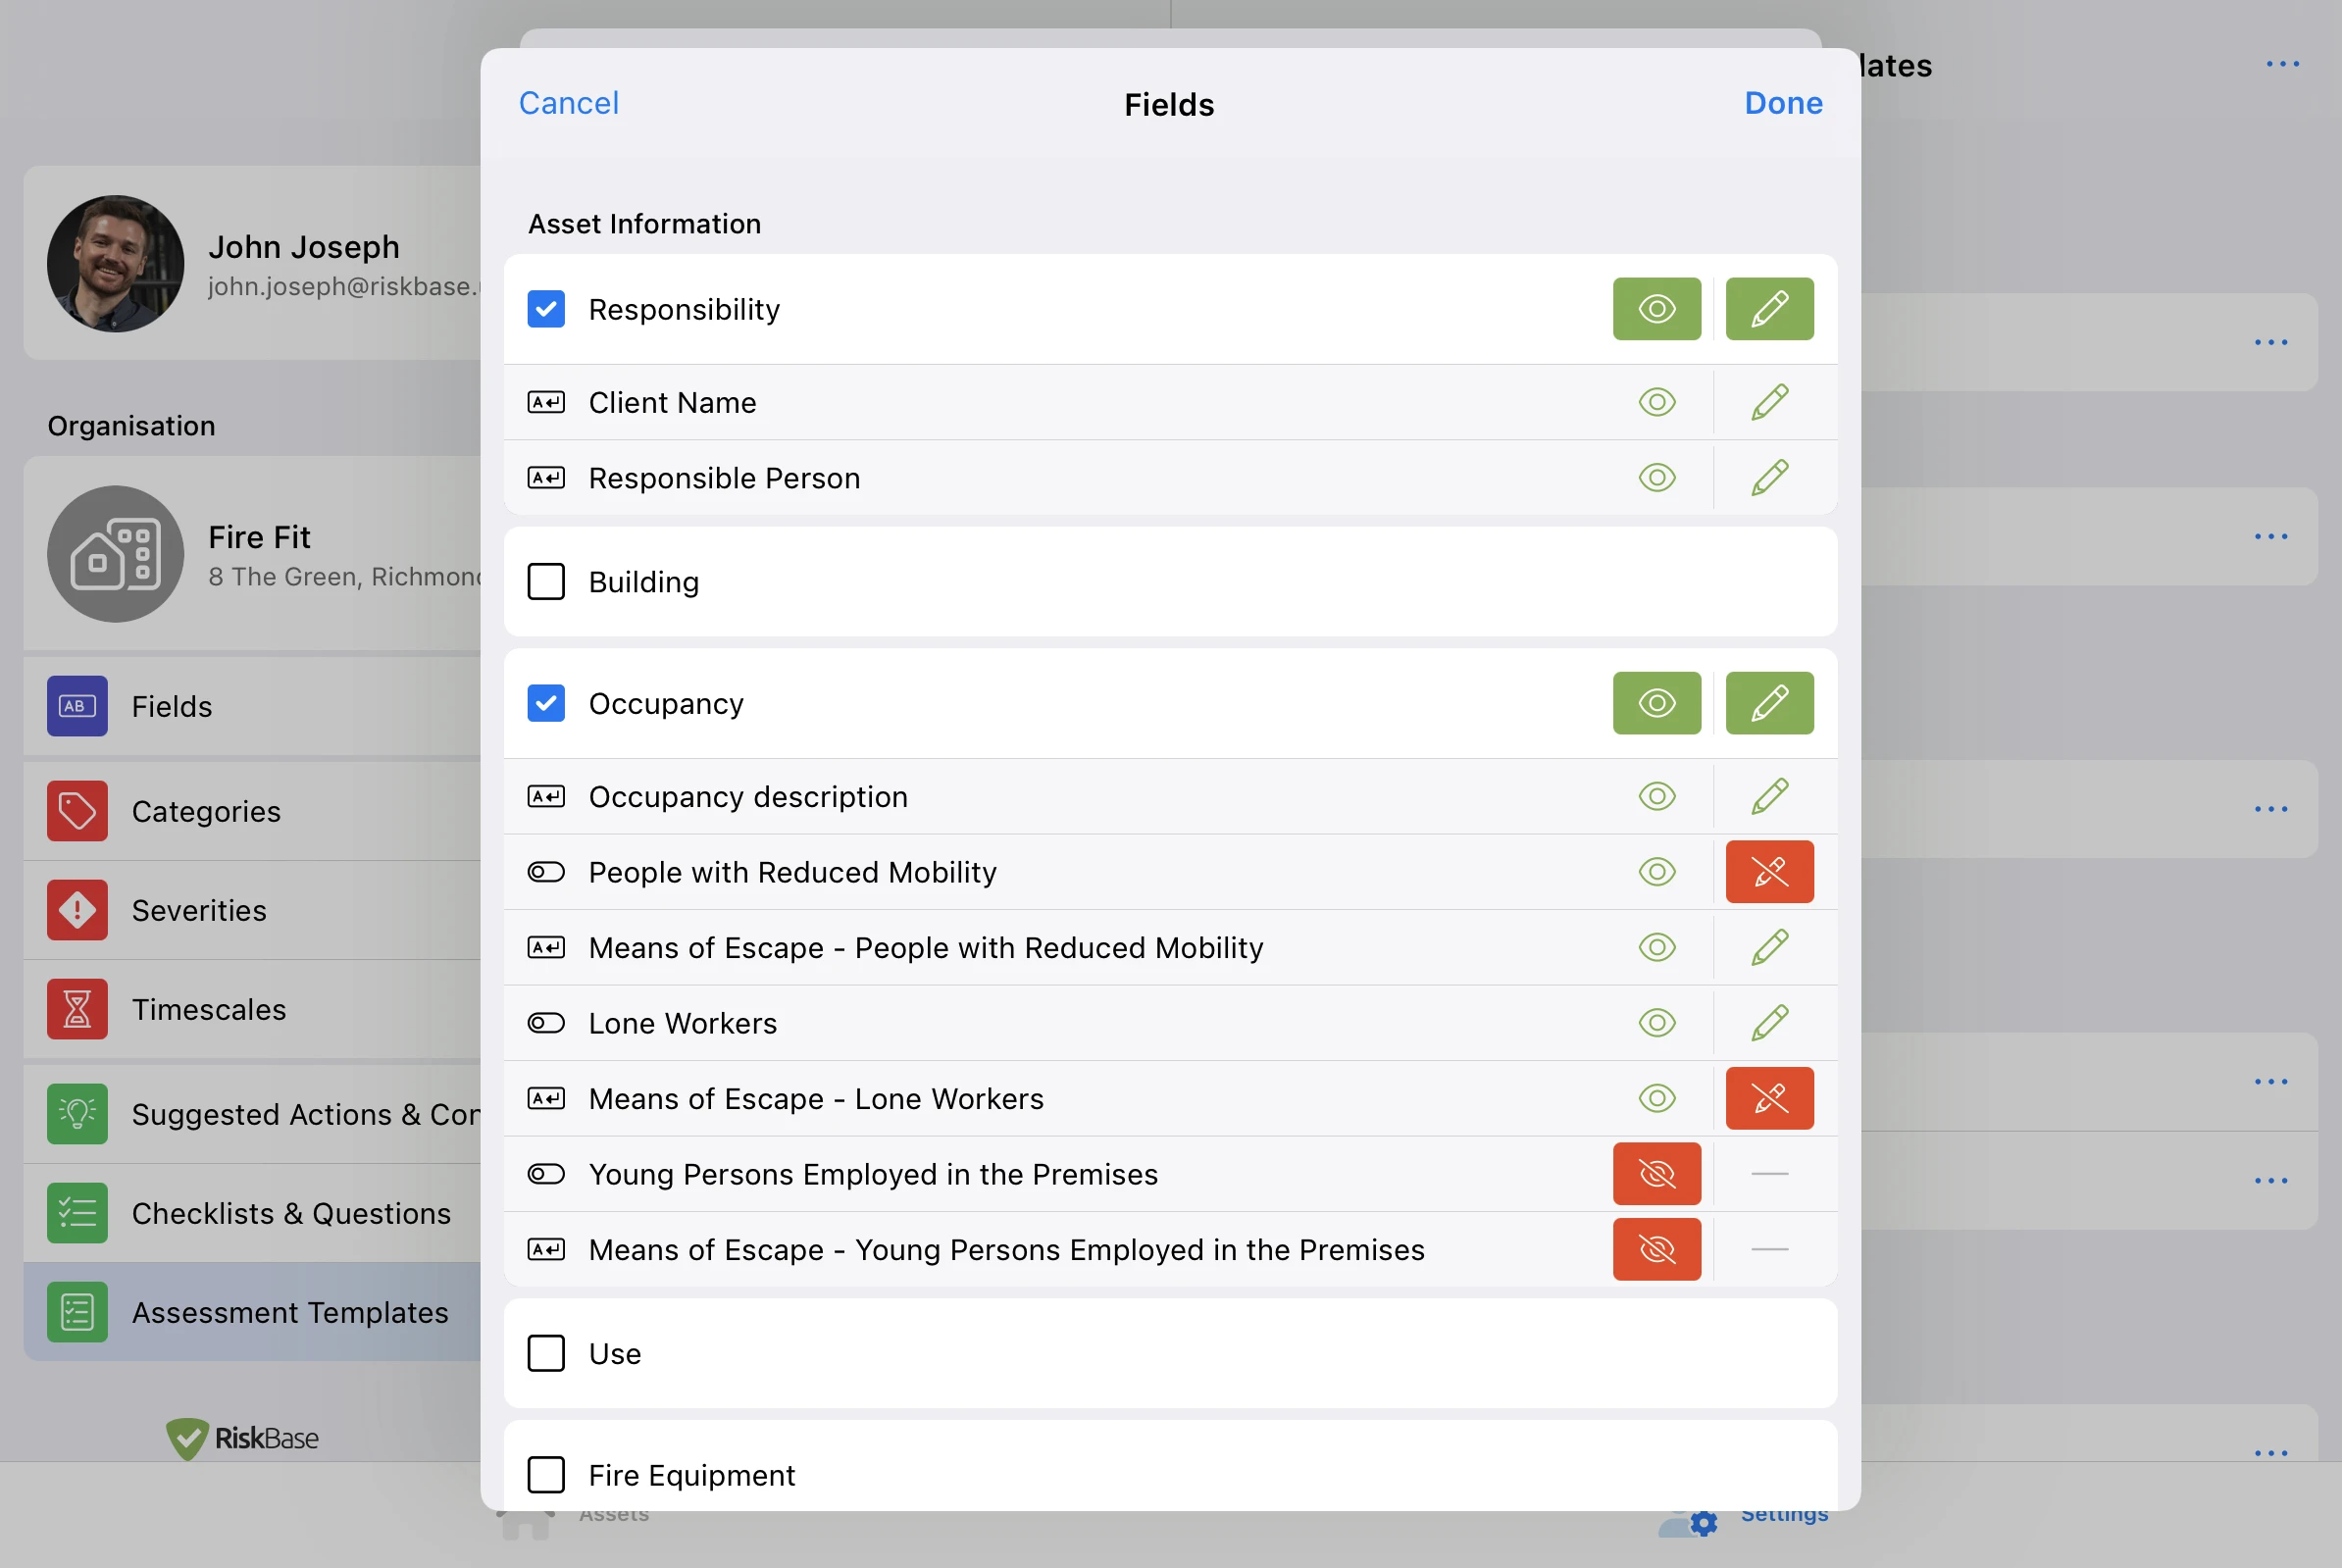 lates
Cancel
Fields
Done
John Joseph
john.joseph@riskbase.
Organisation
Fire Fit
8 The Green, Richmond
AB
Fields
Categories
Severities
Timescales
Suggested Actions & Con
Checklists & Questions
Assessment Templates
RiskBase
Asset Information
Responsibility
Client Name
Responsible Person
Building
Occupancy
Occupancy description
People with Reduced Mobility
Means of Escape - People with Reduced Mobility
Lone Workers
Means of Escape - Lone Workers
Young Persons Employed in the Premises
Means of Escape - Young Persons Employed in the Premises
Use
Fire Equipment
Assets
Settings